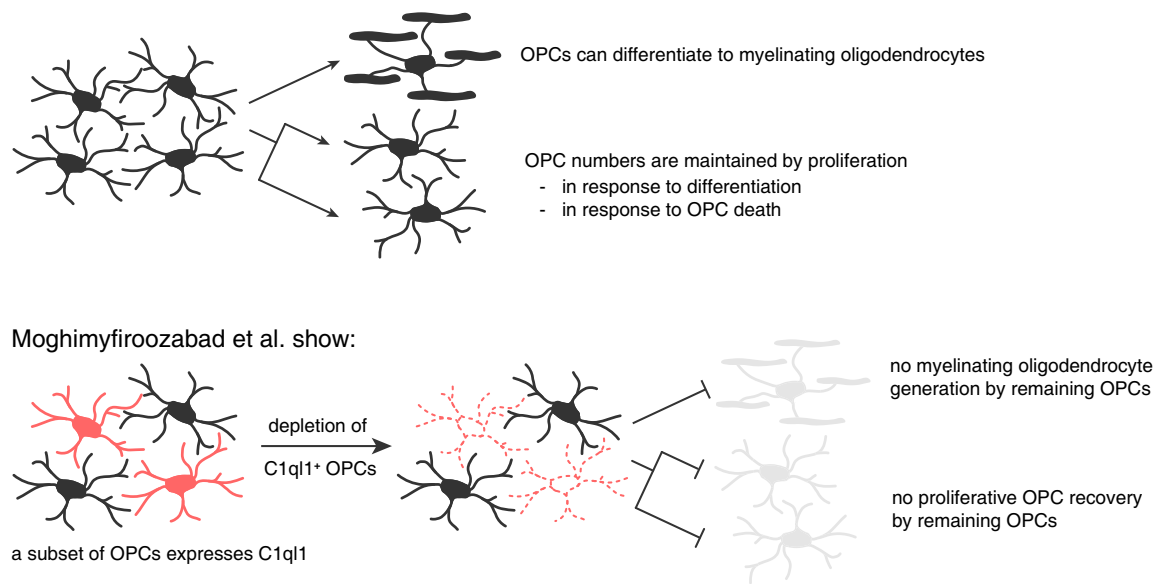 OPCs can differentiate to myelinating oligodendrocytes
OPC numbers are maintained by proliferation
- in response to differentiation
- in response to OPC death
Moghimyfiroozabad et al. show:
depletion of
C1ql1⁺ OPCs
a subset of OPCs expresses C1ql1
no myelinating oligodendrocyte
generation by remaining OPCs
no proliferative OPC recovery
by remaining OPCs